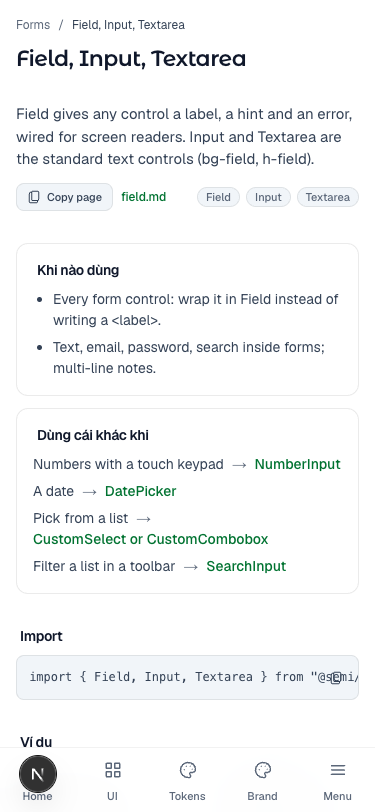 Forms / Field, Input, Textarea
Field, Input, Textarea
Field gives any control a label, a hint and an error,
wired for screen readers. Input and Textarea are
the standard text controls (bg-field, h-field).
Copy page field.md Field Input Textarea
Khi nào dùng
• Every form control: wrap it in Field instead of
writing a <label>.
• Text, email, password, search inside forms;
multi-line notes.
Dùng cái khác khi
Numbers with a touch keypad → NumberInput
A date → DatePicker
Pick from a list →
CustomSelect or CustomCombobox
Filter a list in a toolbar → SearchInput
Import
import { Field, Input, Textarea } from "@semi/
Ví dụ
N
Home UI Tokens Brand Menu